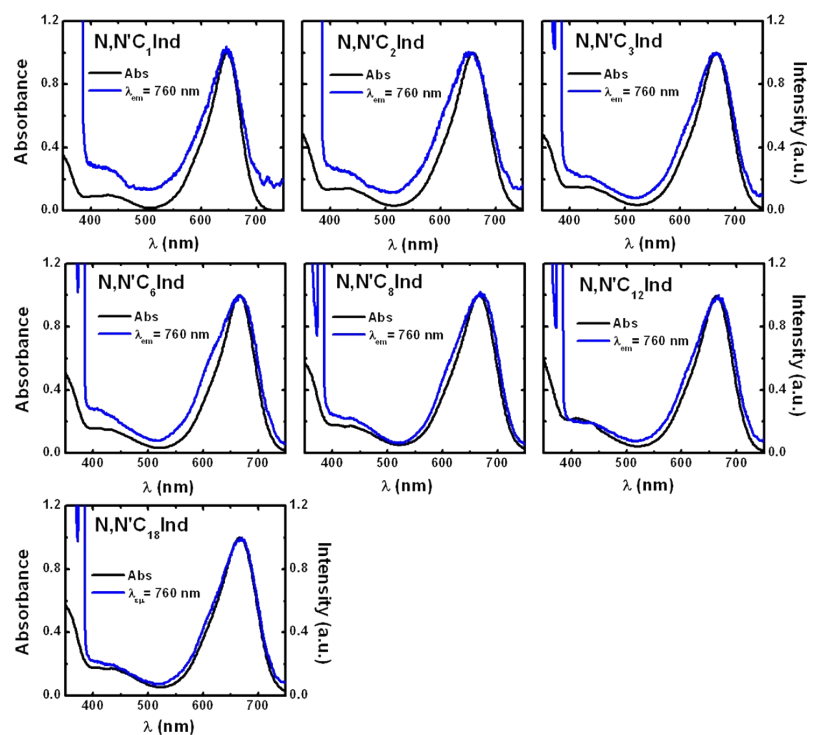 N,N'C1Ind
Abs
λem= 760 nm
Absorbance
1.2
0.8
0.4
0.0
400 500 600 700
λ (nm)
N,N'C2Ind
Abs
λem= 760 nm
400 500 600 700
λ (nm)
N,N'C3Ind
Abs
λem= 760 nm
Intensity (a.u.)
1.2
0.8
0.4
0.0
400 500 600 700
λ (nm)
N,N'C6Ind
Abs
λem= 760 nm
Absorbance
1.2
0.8
0.4
0.0
400 500 600 700
λ (nm)
N,N'C8Ind
Abs
λem= 760 nm
400 500 600 700
λ (nm)
N,N'C12Ind
Abs
λem= 760 nm
Intensity (a.u.)
1.2
0.8
0.4
0.0
400 500 600 700
λ (nm)
N,N'C18Ind
Abs
λεμ= 760 nm
Absorbance
1.2
0.8
0.4
0.0
Intensity (a.u.)
1.2
0.8
0.4
0.0
400 500 600 700
λ (nm)